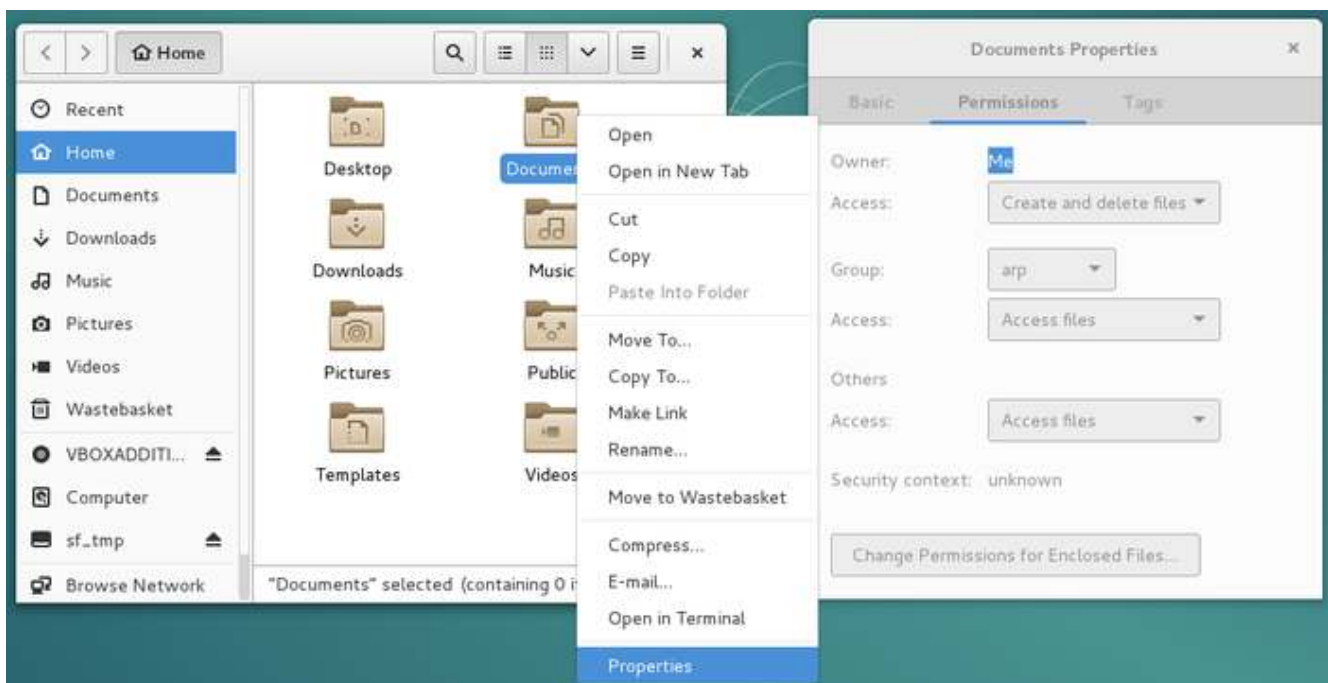 Home
Recent
Home
Documents
Downloads
Music
Pictures
Videos
Wastebasket
VBOXADDITI...
Computer
sf_tmp
Browse Network
Desktop
Documen
Downloads
Music
Pictures
Public
Templates
Videos
"Documents" selected (containing 0 i
Open
Open in New Tab
Cut
Copy
Paste Into Folder
Move To...
Copy To...
Make Link
Rename...
Move to Wastebasket
Compress...
E-mail...
Open in Terminal
Properties
Documents Properties
Basic Permissions Tags
Owner: Me
Access: Create and delete files
Group: arp
Access: Access files
Others
Access: Access files
Security context: unknown
Change Permissions for Enclosed Files...